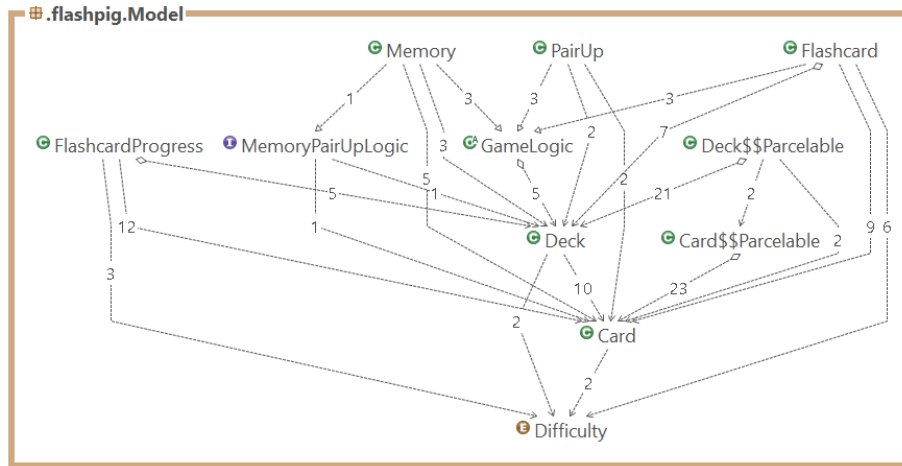 .flashpig.Model
C Memory
C PairUp
C Flashcard
1
3
3
3
C FlashcardProgress
I MemoryPairUpLogic
CA GameLogic
3
2
7
C Deck$$Parcelable
5
5
1
5
2
21
2
12
1
C Deck
C Card$$Parcelable
2
9
6
3
10
23
2
C Card
2
E Difficulty